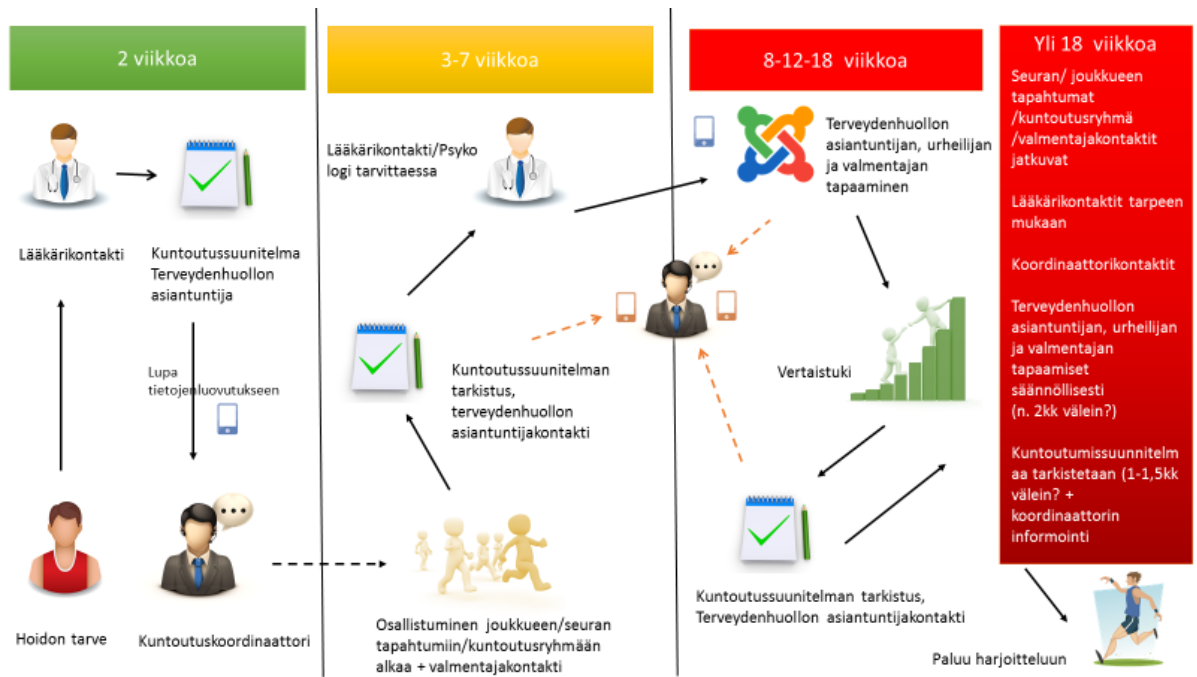 2 viikkoa
Lääkärikontakti
Kuntoutussuunitelma
Terveydenhuollon
asiantuntija
Lupa
tietojenluovutukseen
Hoidon tarve
Kuntoutuskoordinaattori
3-7 viikkoa
Lääkärikontakti/Psyko
logi tarvittaessa
Kuntoutussuunitelman
tarkistus,
terveydenhuollon
asiantuntijakontakti
Osallistuminen joukkueen/seuran
tapahtumiin/kuntoutusryhmään
alkaa + valmentajakontakti
8-12-18 viikkoa
Terveydenhuollon
asiantuntijan, urheilijan
ja valmentajan
tapaaminen
Vertaistuki
Kuntoutussuunitelman tarkistus,
Terveydenhuollon asiantuntijakontakti
Yli 18 viikkoa
Seuran/ joukkueen
tapahtumat
/kuntoutusryhmä
/valmentajakontaktit
jatkuvat
Lääkärikontaktit tarpeen
mukaan
Koordinaattorikontaktit
Terveydenhuollon
asiantuntijan, urheilijan
ja valmentajan
tapaamiset
säännöllisesti
(n. 2kk välein?)
Kuntoutumissuunnitelm
aa tarkistetaan (1-1,5kk
välein? +
koordinaattorin
informointi
Paluu harjoitteluun